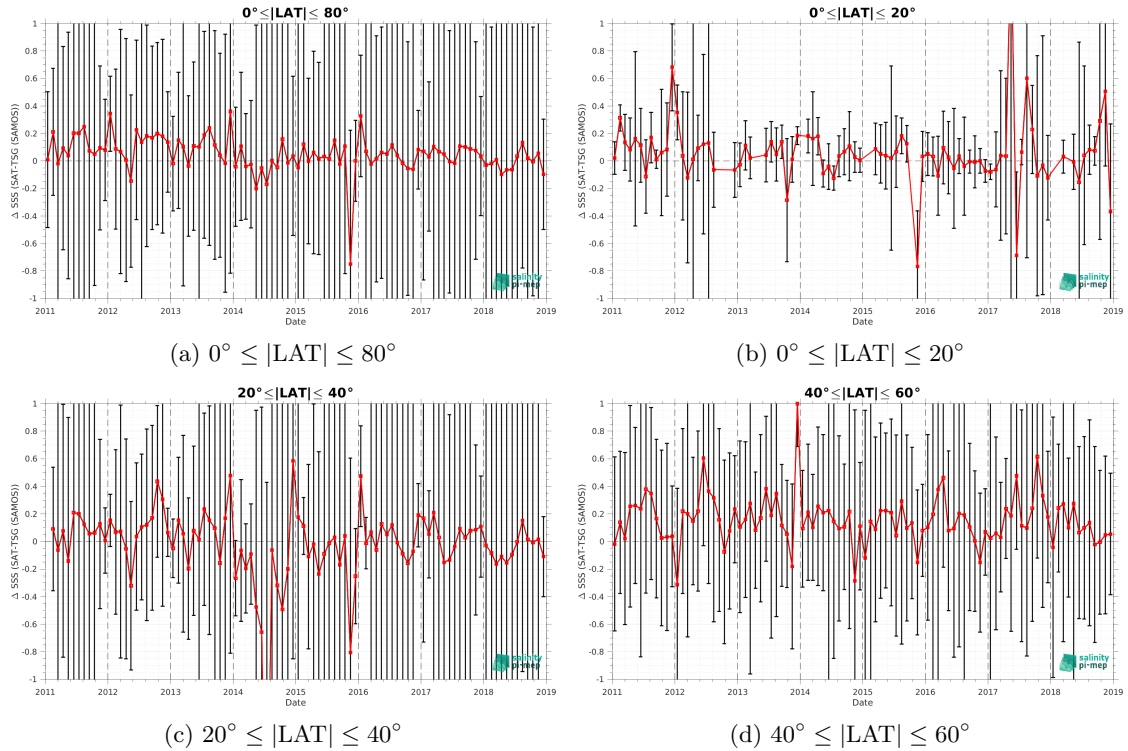 0°≤|LAT|≤ 80°
Δ SSS (SAT-TSG (SAMOS))
1
0.8
0.6
0.4
0.2
0
-0.2
-0.4
-0.6
-0.8
-1
2011 2012 2013 2014 2015 2016 2017 2018 2019
Date
salinity
pi-mep
(a) 0° ≤ |LAT| ≤ 80°
0°≤|LAT|≤ 20°
Δ SSS (SAT-TSG (SAMOS))
1
0.8
0.6
0.4
0.2
0
-0.2
-0.4
-0.6
-0.8
-1
2011 2012 2013 2014 2015 2016 2017 2018 2019
Date
salinity
pi-mep
(b) 0° ≤ |LAT| ≤ 20°
20°≤|LAT|≤ 40°
Δ SSS (SAT-TSG (SAMOS))
1
0.8
0.6
0.4
0.2
0
-0.2
-0.4
-0.6
-0.8
-1
2011 2012 2013 2014 2015 2016 2017 2018 2019
Date
salinity
pi-mep
(c) 20° ≤ |LAT| ≤ 40°
40°≤|LAT|≤ 60°
Δ SSS (SAT-TSG (SAMOS))
1
0.8
0.6
0.4
0.2
0
-0.2
-0.4
-0.6
-0.8
-1
2011 2012 2013 2014 2015 2016 2017 2018 2019
Date
salinity
pi-mep
(d) 40° ≤ |LAT| ≤ 60°